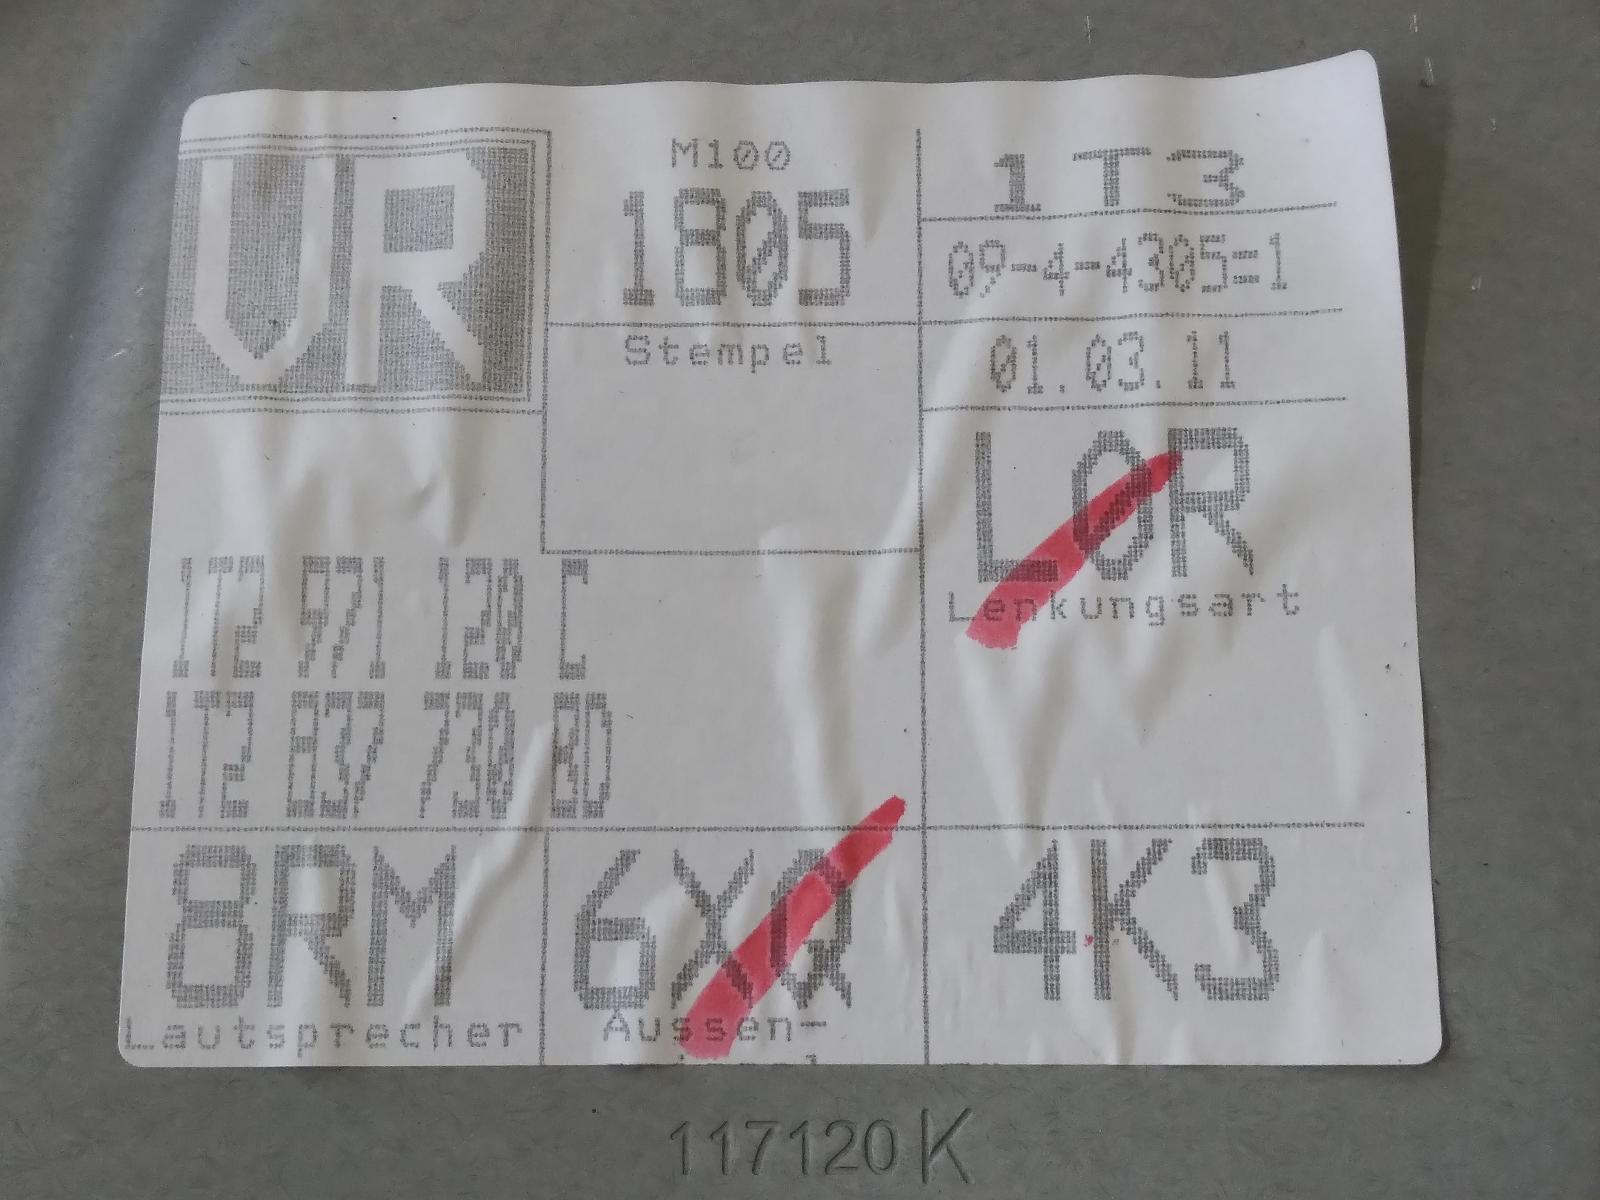 VR
M100
1805
Stempel
1T3
09-4-4305=1
01.03.11
L0R
Lenkungsart
1T2 971 120 C
1T2 837 730 BD
8RM
Lautsprecher
6XQ
Aussen-
4K3
117120 K